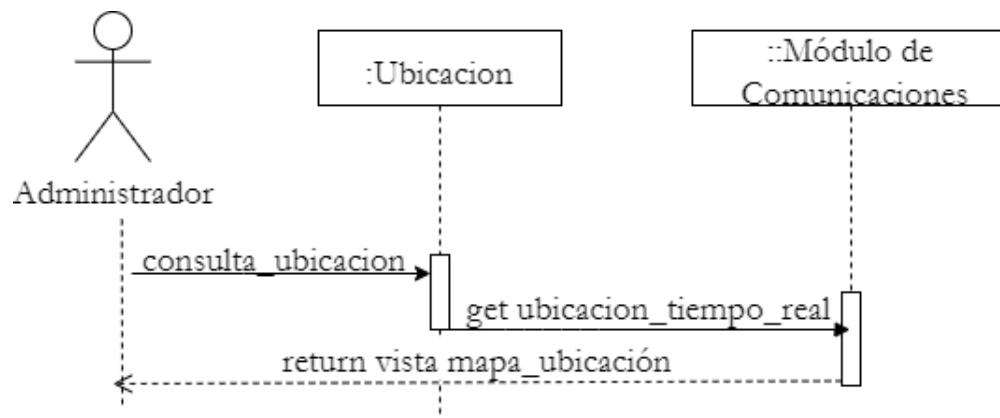 :Ubicacion
::Módulo de
Comunicaciones
Administrador
consulta_ubicacion
get ubicacion_tiempo_real
return vista mapa_ubicación